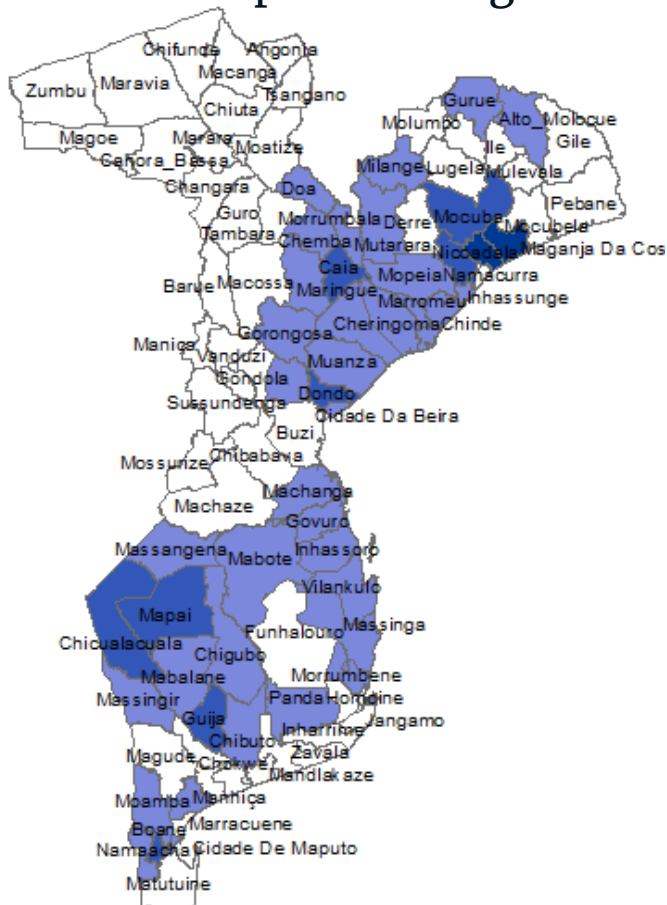 Chifunde
Angonia
Macanga
Zumbu
Maravia
Tsangano
Chiuta
Gurue
Alto_Moloque
Molumbo
Gile
Magoe
Marara
Moatize
Ile
Cahora_Bassa
Milange
Lugela
Mulevala
Changara
Doa
Pebane
Guro
Morrumbala
Derre
Mocuba
Mocubela
Tambara
Chemba
Mutarara
Nicoadala
Maganja Da Cos
Caia
Mopeia
Namacurra
Barue
Macossa
Maringue
Marromeu
Inhassunge
Cheringoma
Chinde
Gorongosa
Manica
Vanduzi
Muanza
Gondola
Dondo
Sussundenga
Cidade Da Beira
Buzi
Chibabava
Mossurize
Machanga
Machaze
Govuro
Massangena
Mabote
Inhassoro
Vilankulo
Mapai
Massinga
Funhalouro
Chicualacuala
Chigubo
Mabalane
Morrumbene
Massingir
Panda
Homoine
Guija
Jangamo
Chibuto
Inharrime
Magude
Zavala
Chokwe
Mandlakaze
Moamba
Manhiça
Boane
Marracuene
Namaacha
Cidade De Maputo
Matutuine